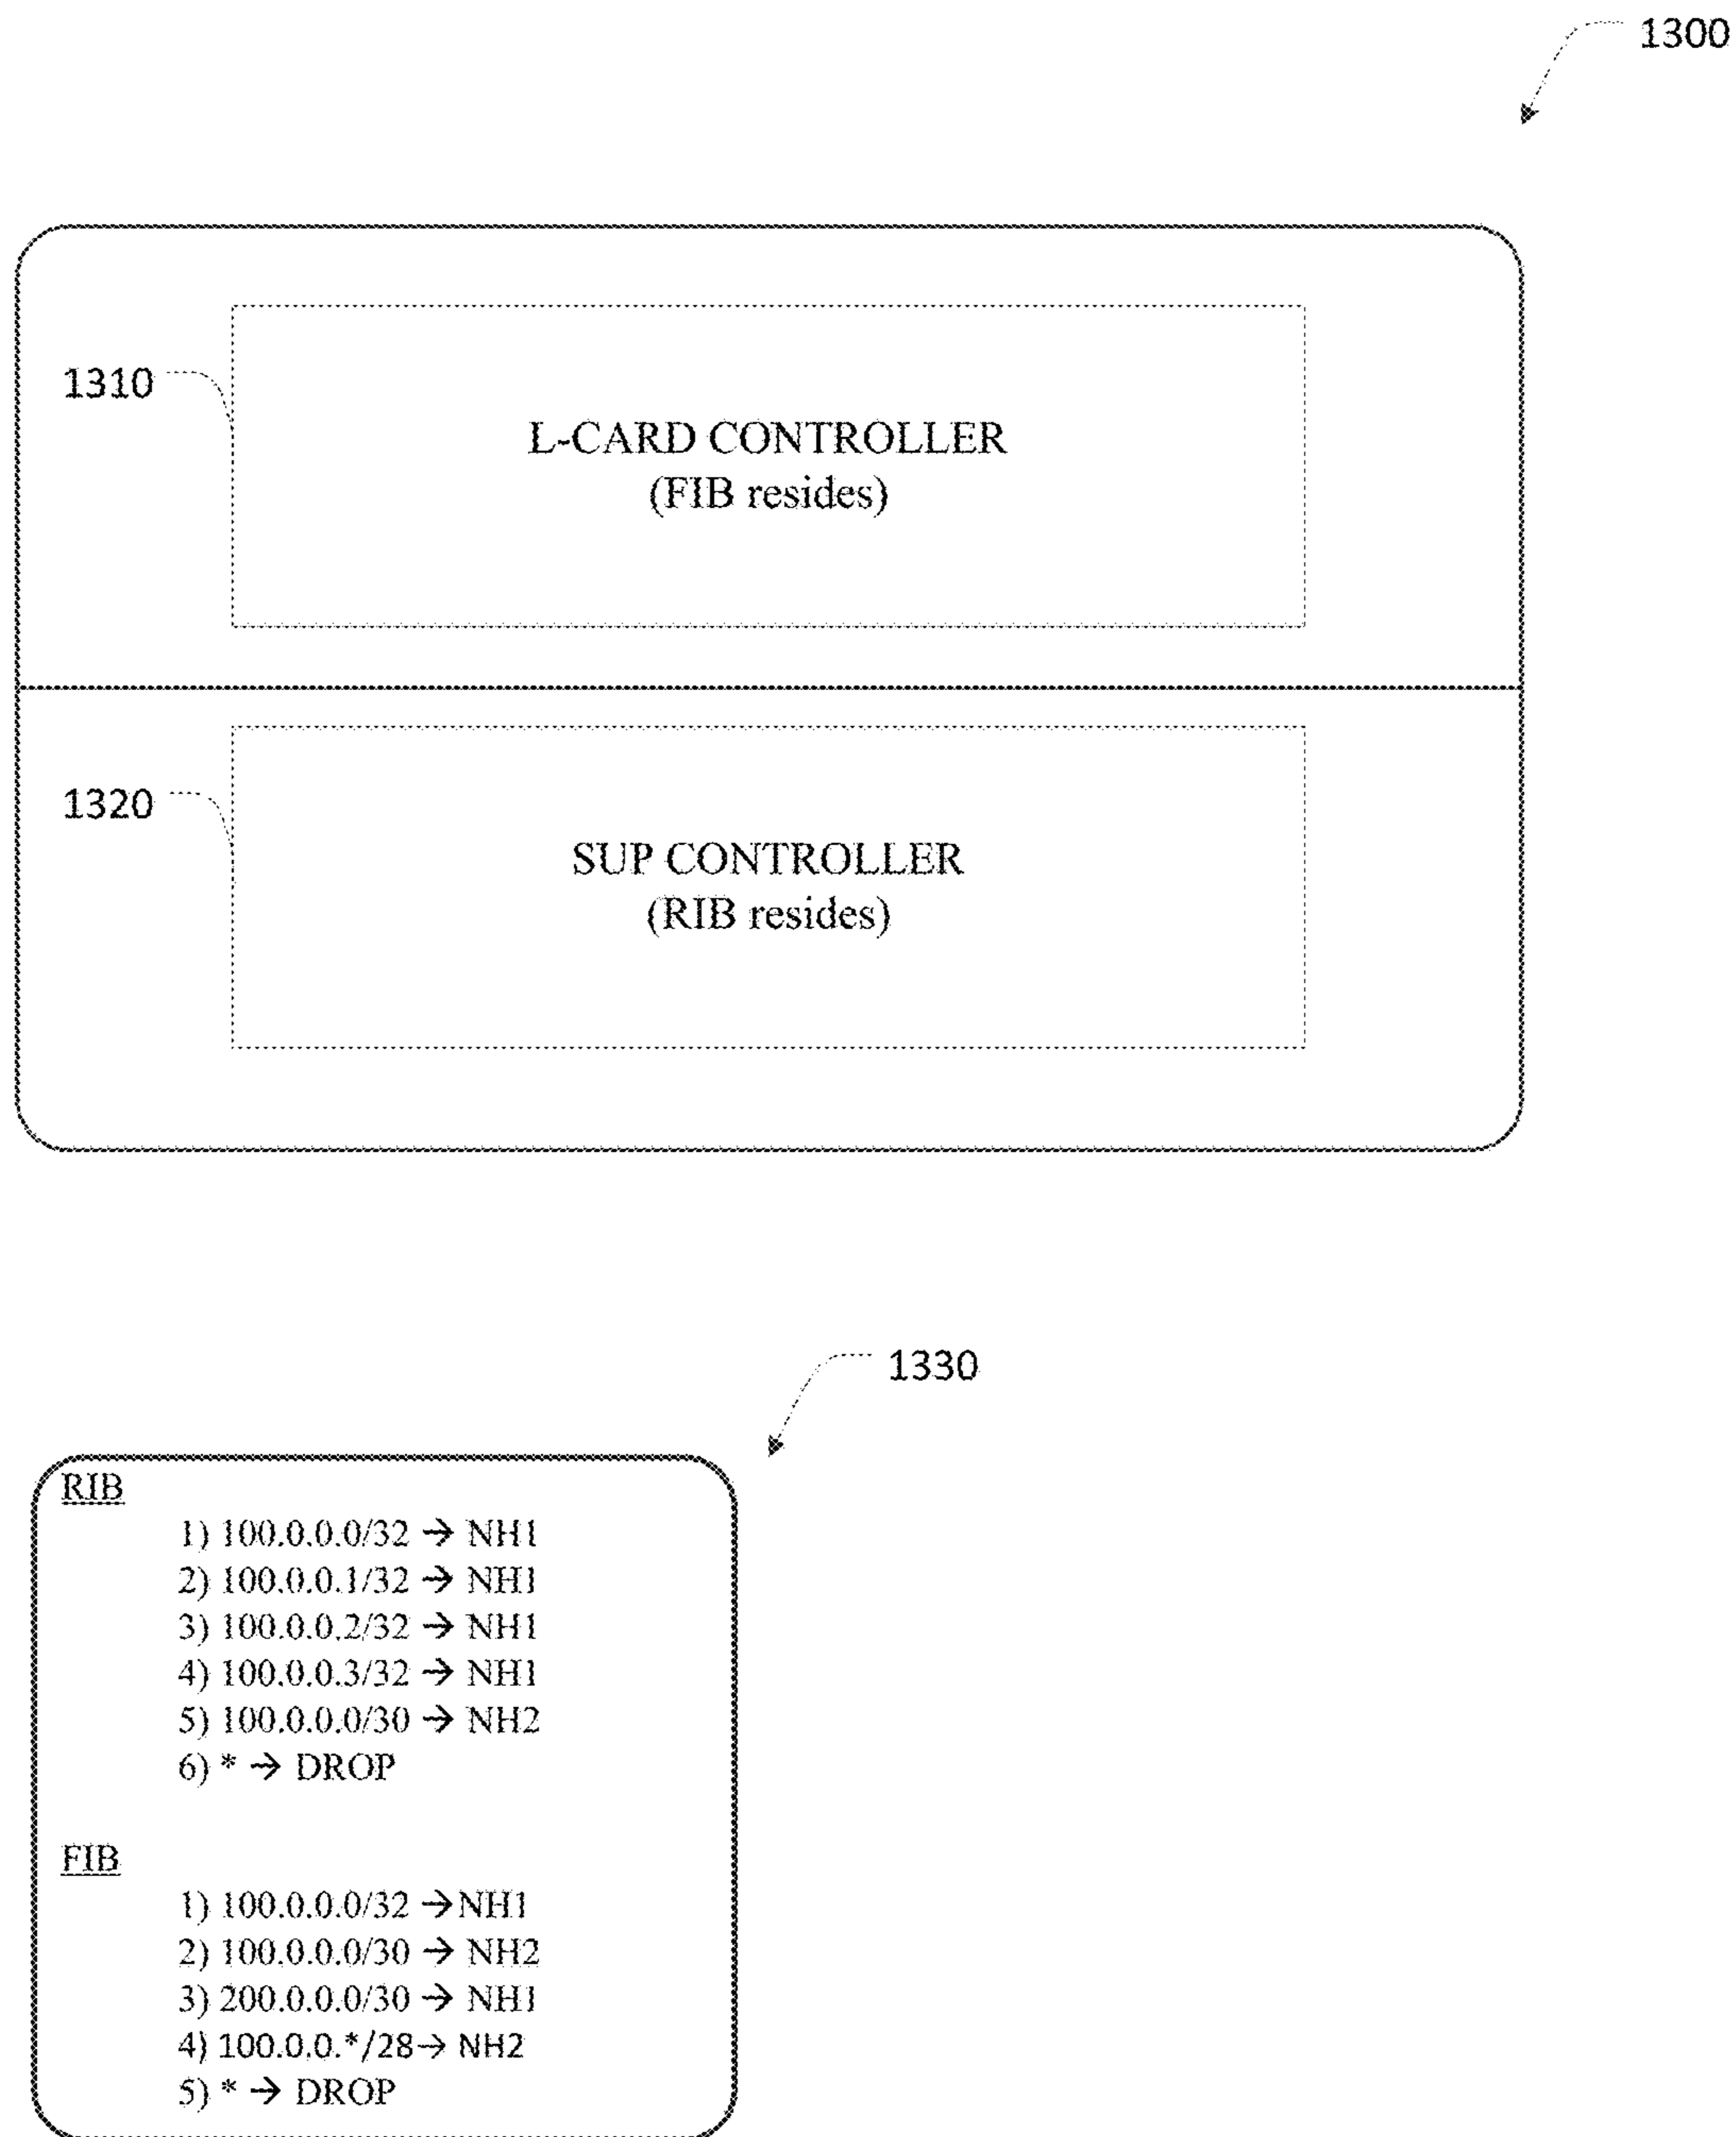 1300
1310
L-CARD CONTROLLER
(FIB resides)
1320
SUP CONTROLLER
(RIB resides)
1330
RIB
1) 100.0.0.0/32 → NH1
2) 100.0.0.1/32 → NH1
3) 100.0.0.2/32 → NH1
4) 100.0.0.3/32 → NH1
5) 100.0.0.0/30 → NH2
6) * → DROP
FIB
1) 100.0.0.0/32 →NH1
2) 100.0.0.0/30 → NH2
3) 200.0.0.0/30 → NH1
4) 100.0.0.*/28→ NH2
5) * → DROP